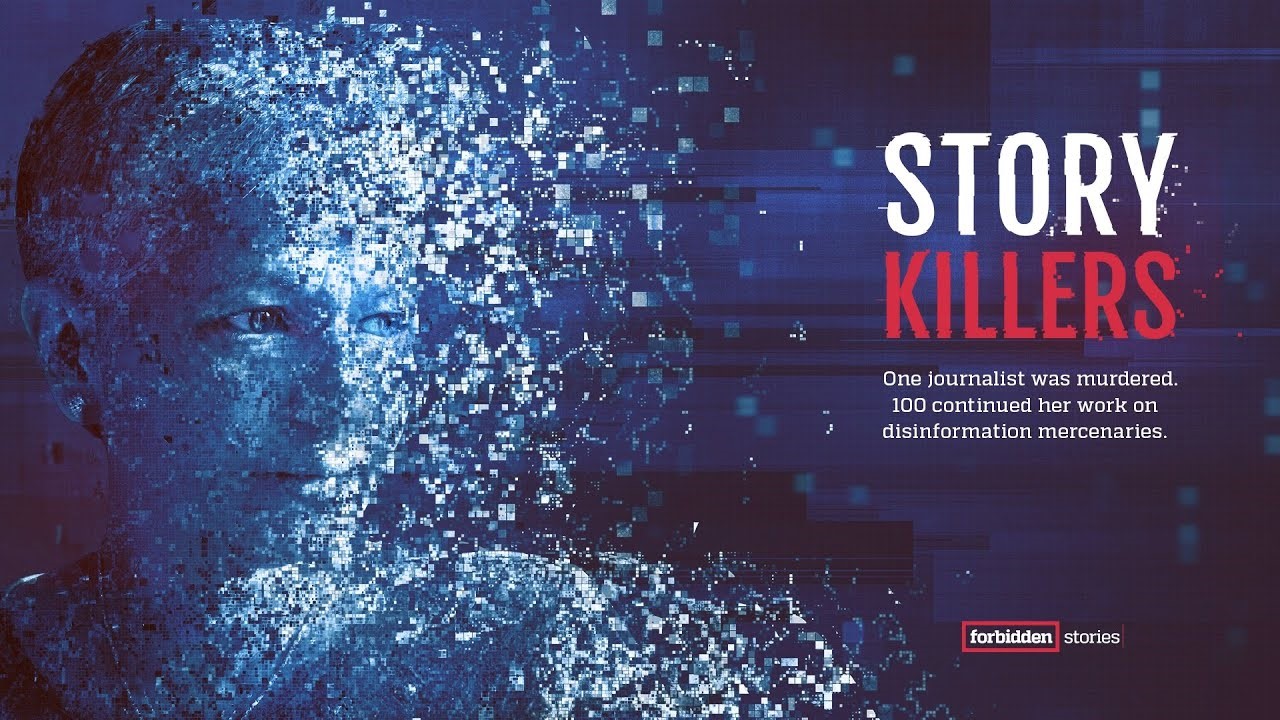 STORY
KILLERS
One journalist was murdered.
100 continued her work on
disinformation mercenaries.
forbidden stories